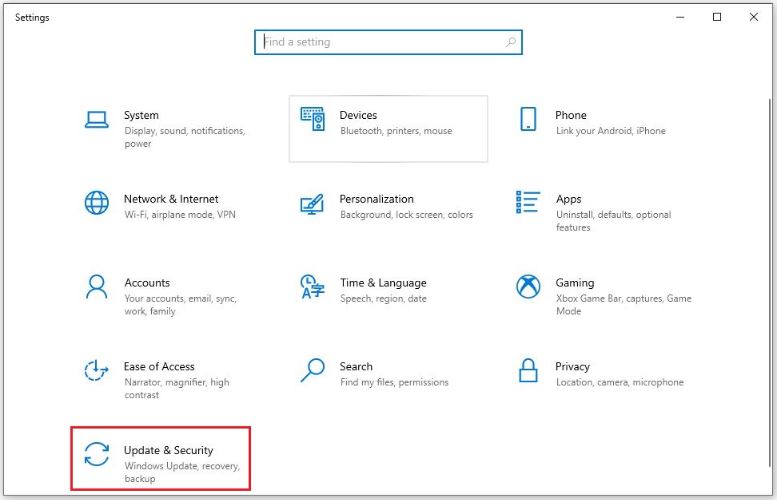 Settings
Find a setting
System
Display, sound, notifications,
power
Devices
Bluetooth, printers, mouse
Phone
Link your Android, iPhone
Network & Internet
Wi-Fi, airplane mode, VPN
Personalization
Background, lock screen, colors
Apps
Uninstall, defaults, optional
features
Accounts
Your accounts, email, sync,
work, family
Time & Language
Speech, region, date
Gaming
Xbox Game Bar, captures, Game
Mode
Ease of Access
Narrator, magnifier, high
contrast
Search
Find my files, permissions
Privacy
Location, camera, microphone
Update & Security
Windows Update, recovery,
backup